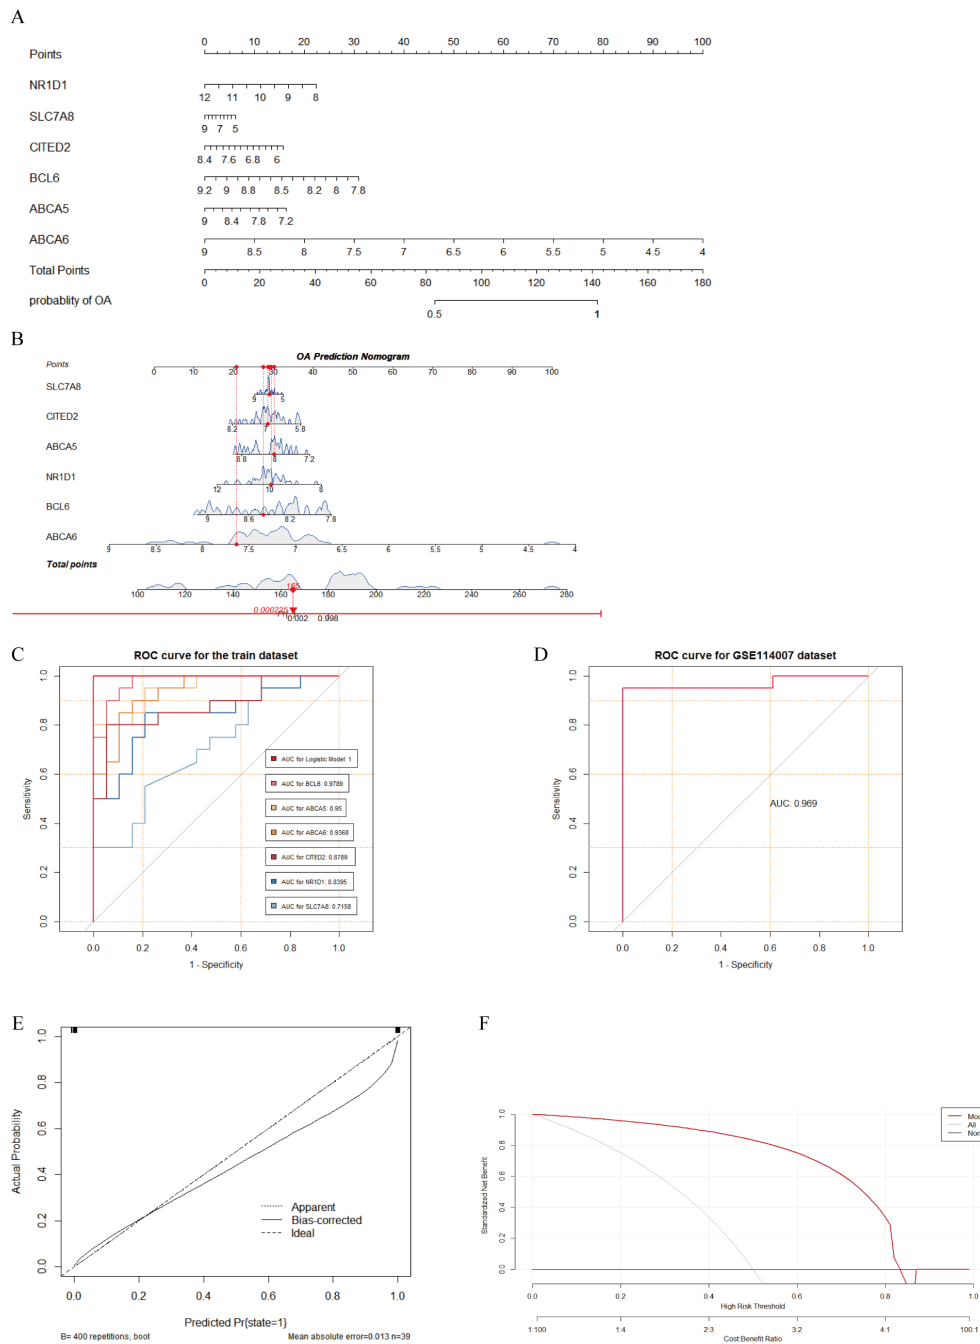 A
Points
0 10 20 30 40 50 60 70 80 90 100
NR1D1
12 11 10 9 8
SLC7A8
9 7 5
CITED2
8.4 7.6 6.8 6
BCL6
9.2 9 8.8 8.5 8.2 8 7.8
ABCA5
9 8.4 7.8 7.2
ABCA6
9 8.5 8 7.5 7 6.5 6 5.5 5 4.5 4
Total Points
0 20 40 60 80 100 120 140 160 180
probablity of OA
0.5 1
B
OA Prediction Nomogram
Points
0 10 20 30 40 50 60 70 80 90 100
SLC7A8
9 5
CITED2
8.2 7 5.8
ABCA5
8.8 8 7.2
NR1D1
12 10 8
BCL6
9 8.6 8.2 7.8
ABCA6
9 8.5 7.5 7 6.5 6 5.5 5 4.5 4
Total points
165
100 120 140 160 180 200 220 240 260 280
0.000225
0.002 0.998
C
ROC curve for the train dataset
Sensitivity
0.0 0.2 0.4 0.6 0.8 1.0
AUC for Logistic Model: 1
AUC for BCL6: 0.9789
AUC for ABCA5: 0.95
AUC for ABCA6: 0.9368
AUC for CITED2: 0.8789
AUC for NR1D1: 0.8395
AUC for SLC7A8: 0.7158
0.0 0.2 0.4 0.6 0.8 1.0
1 - Specificity
D
ROC curve for GSE114007 dataset
Sensitivity
0.0 0.2 0.4 0.6 0.8 1.0
AUC: 0.969
0.0 0.2 0.4 0.6 0.8 1.0
1 - Specificity
E
Actual Probability
0.0 0.2 0.4 0.6 0.8 1.0
Apparent
Bias-corrected
Ideal
0.0 0.2 0.4 0.6 0.8 1.0
Predicted Pr{state=1}
B= 400 repetitions, boot
Mean absolute error=0.013 n=39
F
Standardized Net Benefit
0.0 0.2 0.4 0.6 0.8 1.0
Mod
All
Non
0.0 0.2 0.4 0.6 0.8 1.0
High Risk Threshold
1:100 1:4 2:3 3:2 4:1 100:1
Cost:Benefit Ratio